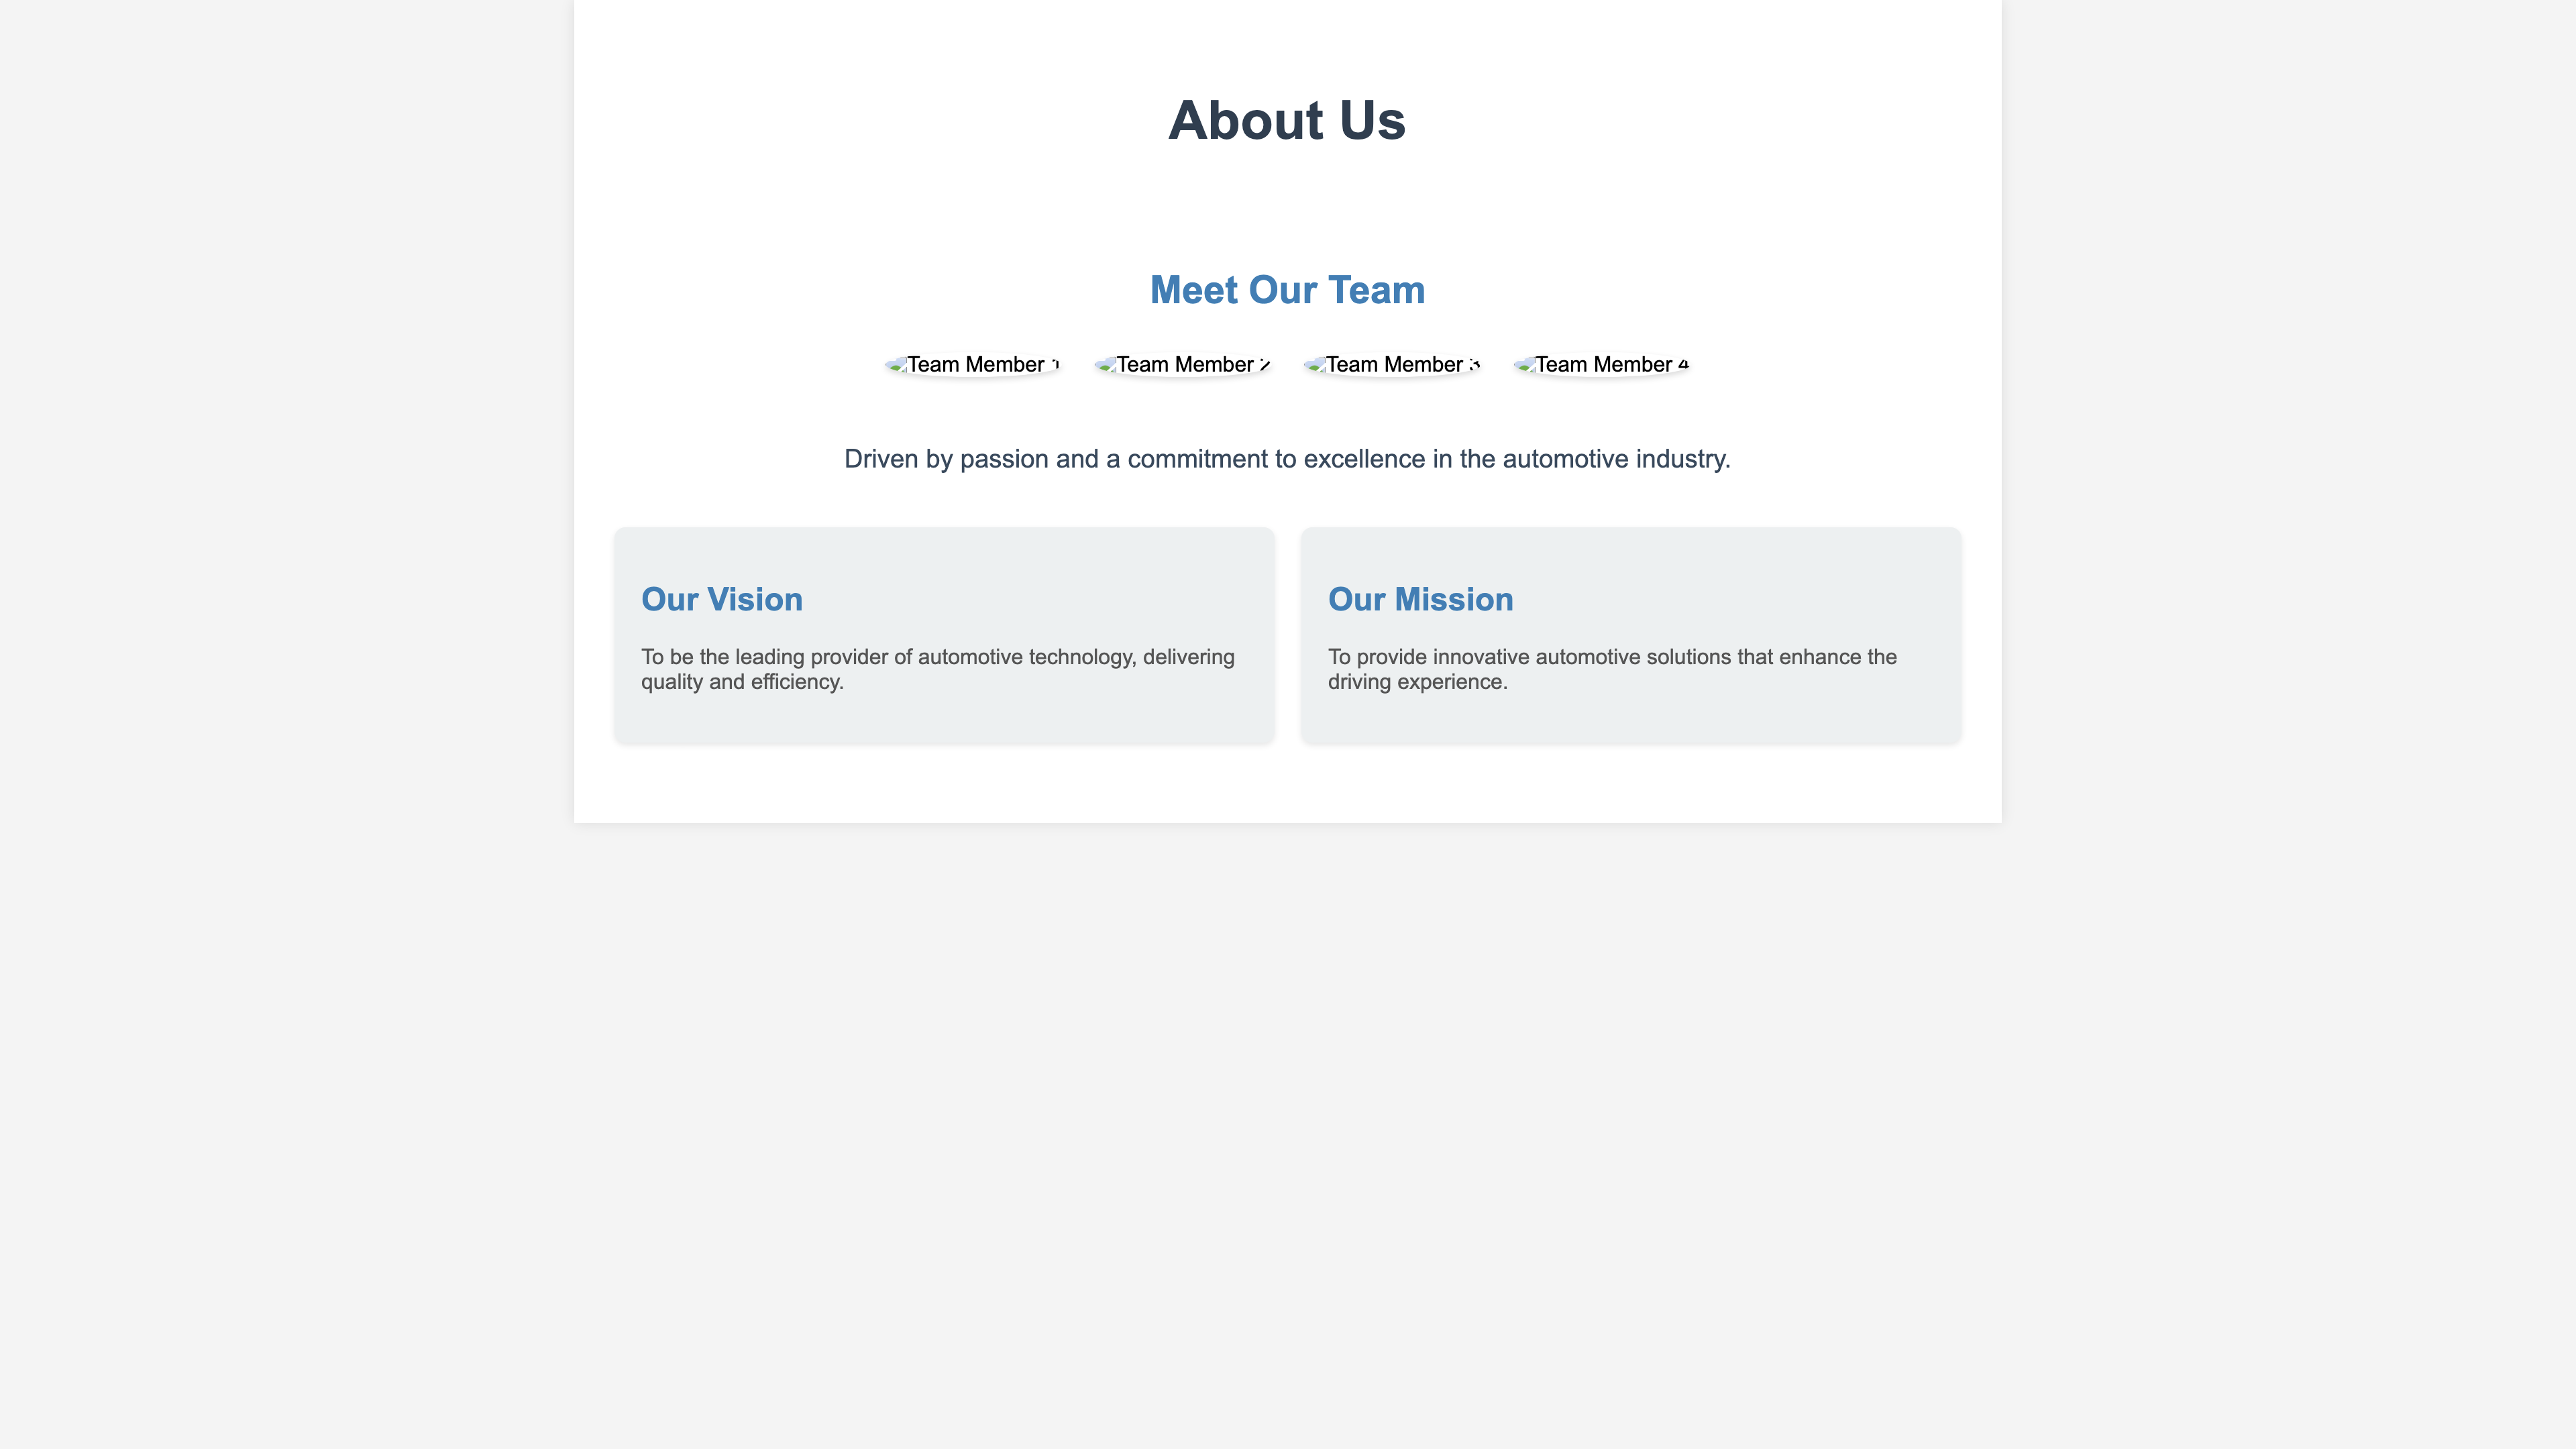 About Us
Meet Our Team
Team Member 1 Team Member 2 Team Member 3 Team Member 4
Driven by passion and a commitment to excellence in the automotive industry.
Our Vision
To be the leading provider of automotive technology, delivering
quality and efficiency.
Our Mission
To provide innovative automotive solutions that enhance the
driving experience.